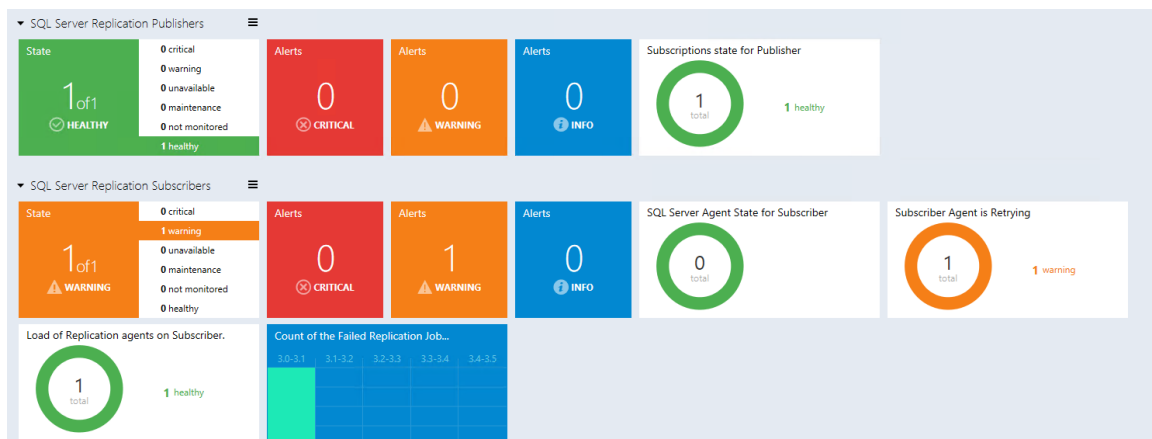 SQL Server Replication Publishers
State
1 of1
HEALTHY
0 critical
0 warning
0 unavailable
0 maintenance
0 not monitored
1 healthy
Alerts
0
CRITICAL
Alerts
0
WARNING
Alerts
0
INFO
Subscriptions state for Publisher
1
total
1 healthy
SQL Server Replication Subscribers
State
1 of1
WARNING
0 critical
1 warning
0 unavailable
0 maintenance
0 not monitored
0 healthy
Alerts
0
CRITICAL
Alerts
1
WARNING
Alerts
0
INFO
SQL Server Agent State for Subscriber
0
total
Subscriber Agent is Retrying
1
total
1 warning
Load of Replication agents on Subscriber.
1
total
1 healthy
Count of the Failed Replication Job...
3.0-3.1 3.1-3.2 3.2-3.3 3.3-3.4 3.4-3.5